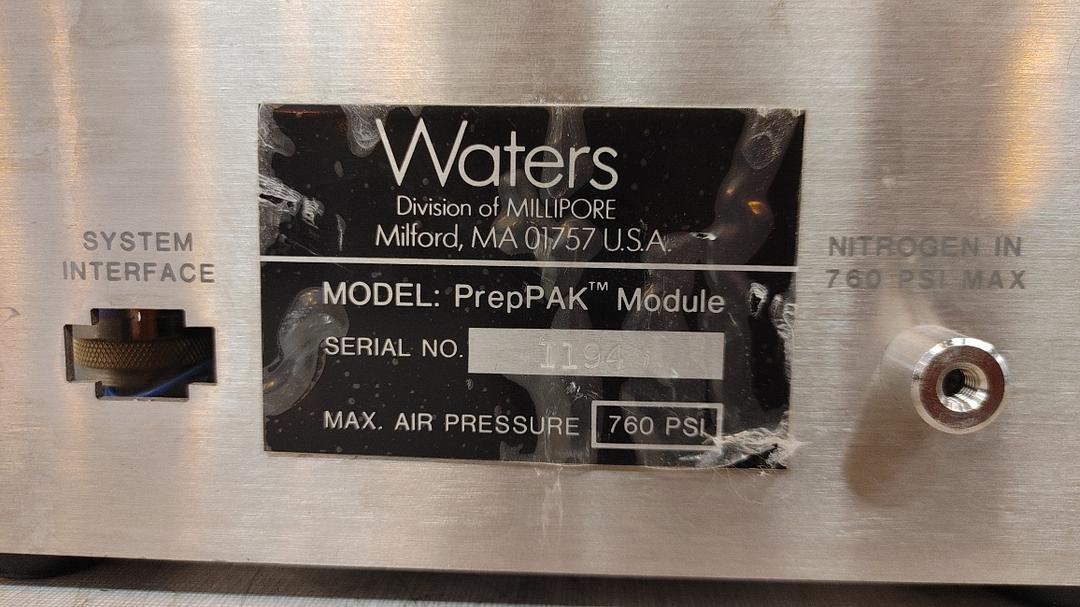 Waters
Division of MILLIPORE
Milford, MA 01757 U.S.A.
MODEL: PrepPAK™ Module
SERIAL NO.
MAX. AIR PRESSURE 760 PSI
SYSTEM
INTERFACE
NITROGEN IN
760 PSI MAX